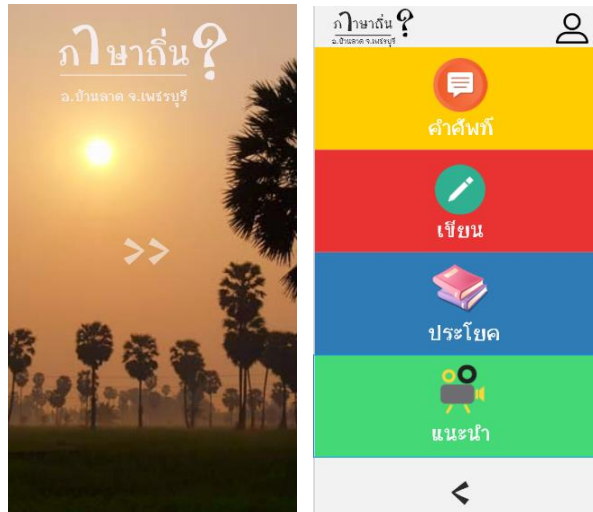 ภาษาถิ่น?
อ.บ้านลาด จ.เพชรบุรี
>>
ภาษาถิ่น?
อ.บ้านลาด จ.เพชรบุรี
คำศัพท์
เขียน
ประโยค
แนะนำ
<